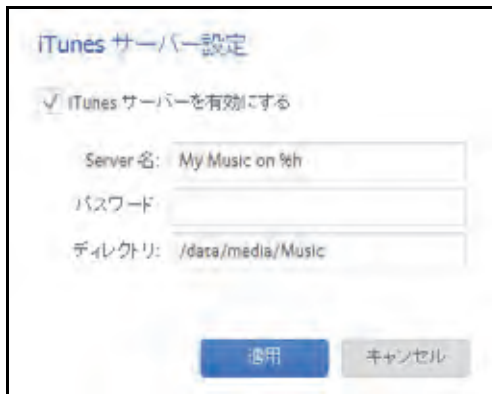 iTunes サーバー設定
iTunes サーバーを有効にする
Server 名: My Music on %h
パスワード
ディレクトリ: /data/media/Music
適用 キャンセル